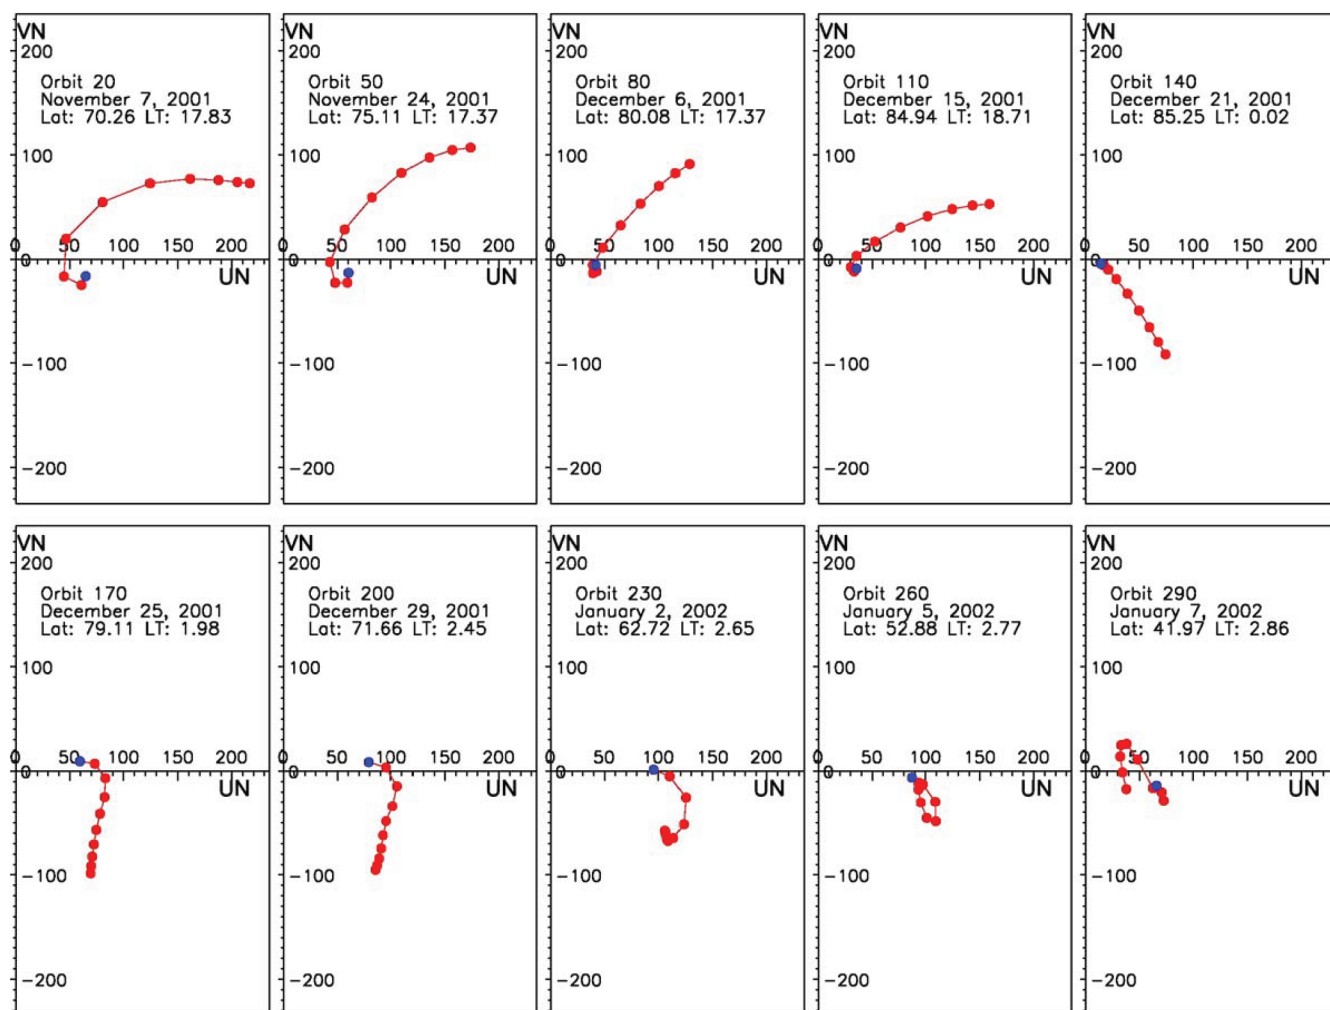 VN
200
Orbit 20
November 7, 2001
Lat: 70.26 LT: 17.83
100
0 50 100 150 200
UN
-100
-200
VN
200
Orbit 50
November 24, 2001
Lat: 75.11 LT: 17.37
100
0 50 100 150 200
UN
-100
-200
VN
200
Orbit 80
December 6, 2001
Lat: 80.08 LT: 17.37
100
0 50 100 150 200
UN
-100
-200
VN
200
Orbit 110
December 15, 2001
Lat: 84.94 LT: 18.71
100
0 50 100 150 200
UN
-100
-200
VN
200
Orbit 140
December 21, 2001
Lat: 85.25 LT: 0.02
100
0 50 100 150 200
UN
-100
-200
VN
200
Orbit 170
December 25, 2001
Lat: 79.11 LT: 1.98
100
0 50 100 150 200
UN
-100
-200
VN
200
Orbit 200
December 29, 2001
Lat: 71.66 LT: 2.45
100
0 50 100 150 200
UN
-100
-200
VN
200
Orbit 230
January 2, 2002
Lat: 62.72 LT: 2.65
100
0 50 100 150 200
UN
-100
-200
VN
200
Orbit 260
January 5, 2002
Lat: 52.88 LT: 2.77
100
0 50 100 150 200
UN
-100
-200
VN
200
Orbit 290
January 7, 2002
Lat: 41.97 LT: 2.86
100
0 50 100 150 200
UN
-100
-200